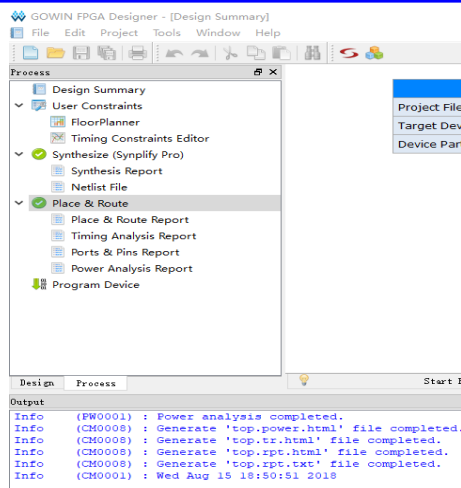 GOWIN FPGA Designer - [Design Summary]
File Edit Project Tools Window Help
Process
Design Summary
User Constraints
FloorPlanner
Timing Constraints Editor
Synthesize (Synplify Pro)
Synthesis Report
Netlist File
Place & Route
Place & Route Report
Timing Analysis Report
Ports & Pins Report
Power Analysis Report
Program Device
Project File
Target Dev
Device Par
Design Process
Start
Output
Info (PW0001) : Power analysis completed.
Info (CM0008) : Generate 'top.power.html' file completed.
Info (CM0008) : Generate 'top.tr.html' file completed.
Info (CM0008) : Generate 'top.rpt.html' file completed.
Info (CM0008) : Generate 'top.rpt.txt' file completed.
Info (CM0001) : Wed Aug 15 18:50:51 2018